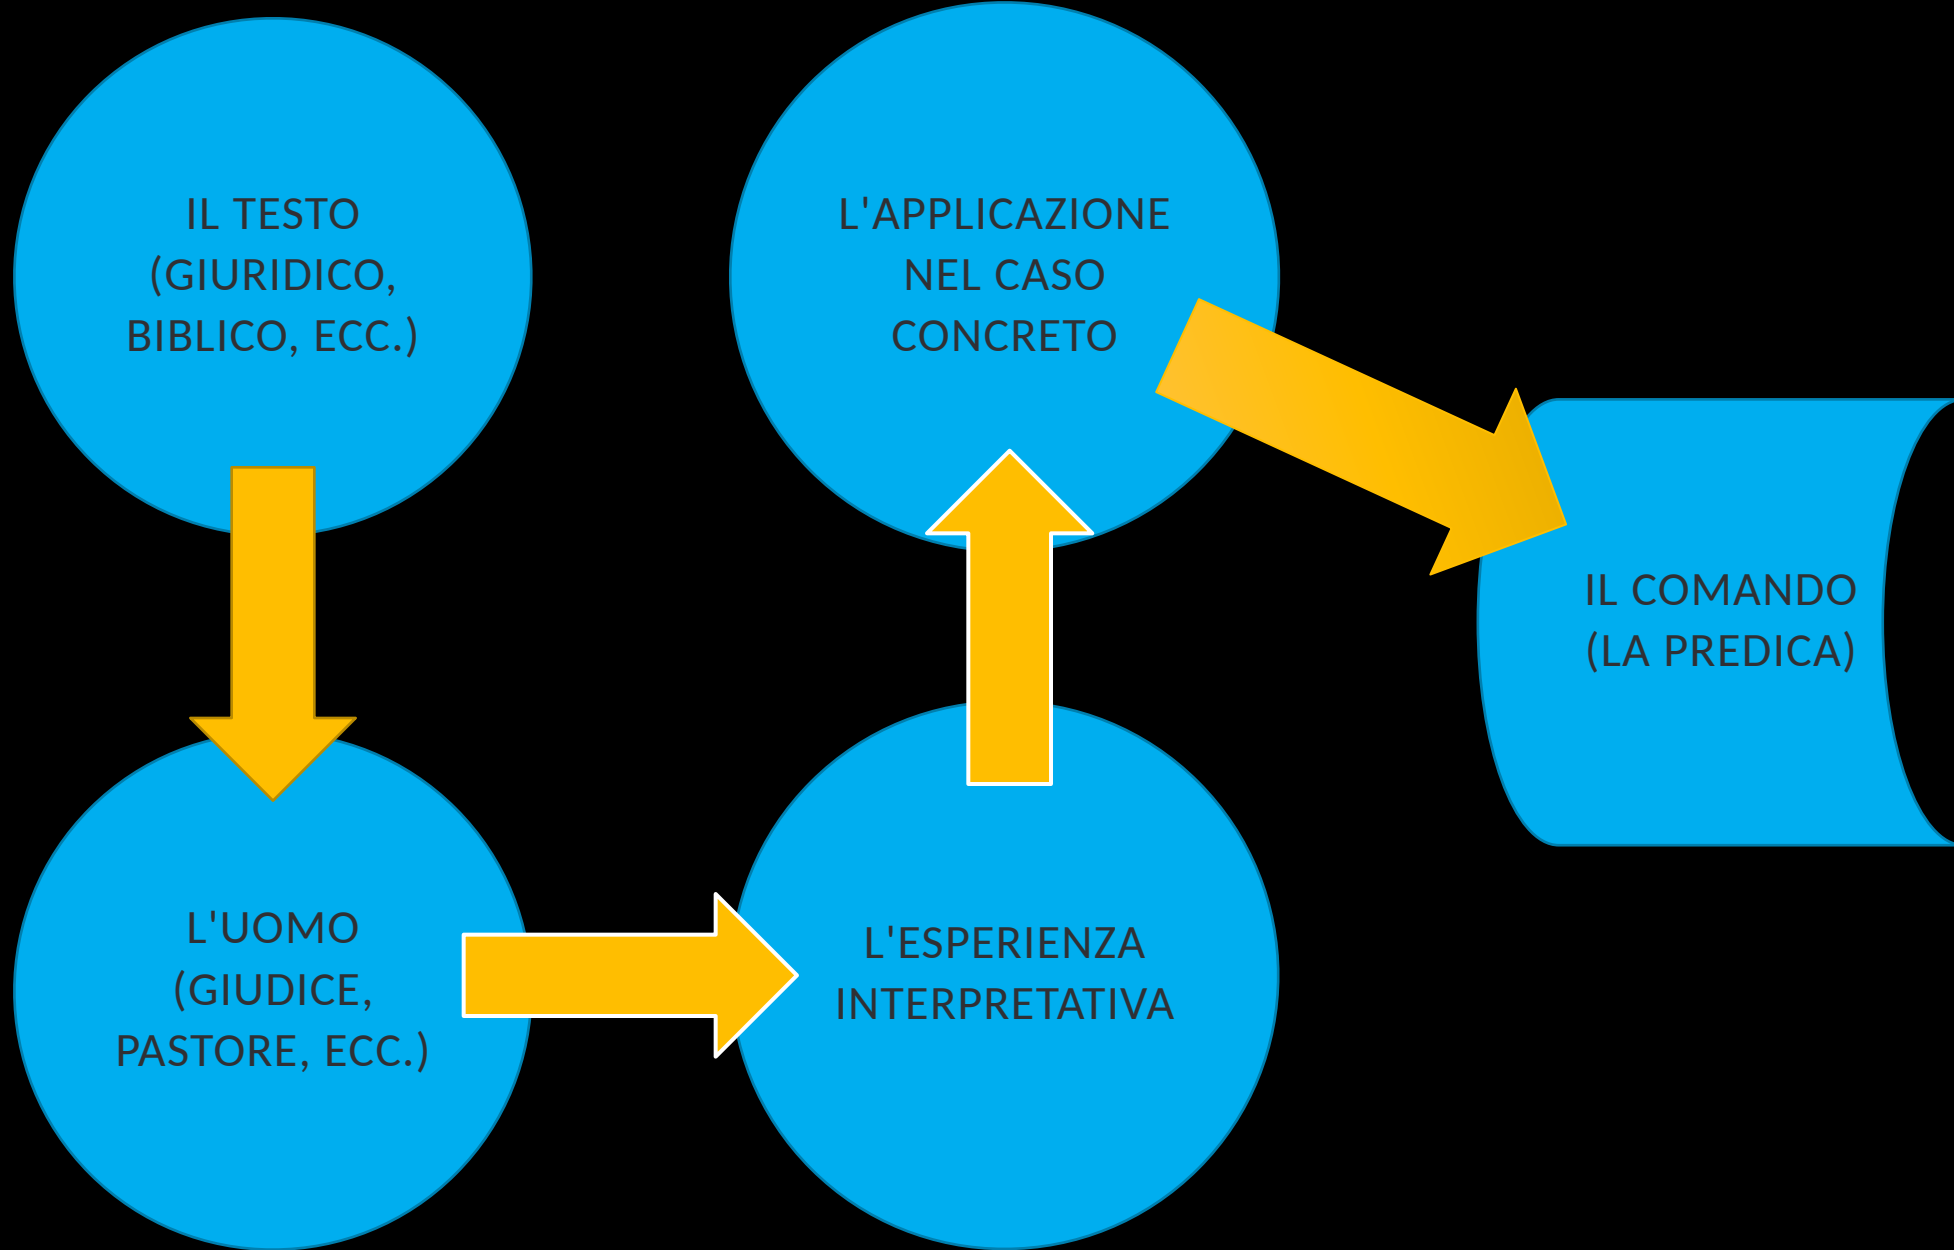 IL TESTO
(GIURIDICO,
BIBLICO, ECC.)
L'UOMO
(GIUDICE,
PASTORE, ECC.)
L'ESPERIENZA
INTERPRETATIVA
L'APPLICAZIONE
NEL CASO
CONCRETO
IL COMANDO
(LA PREDICA)